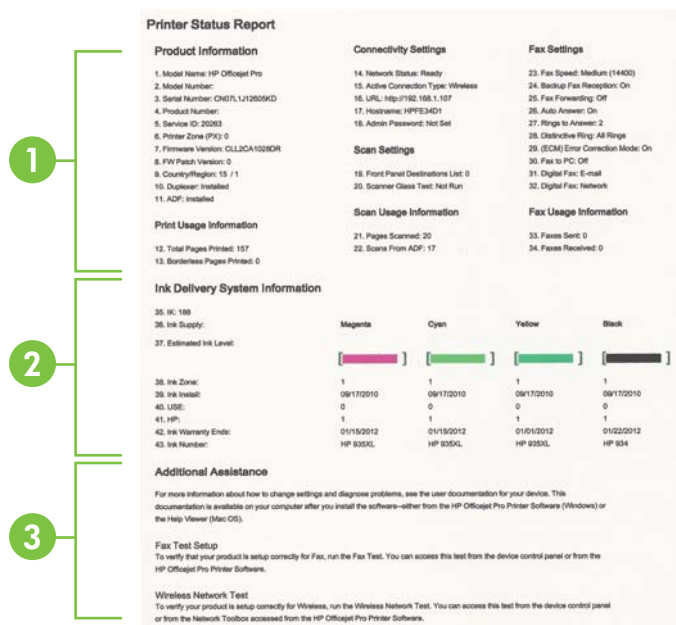 Printer Status Report
1
Product Information
1. Model Name: HP Officejet Pro
2. Model Number:
3. Serial Number: CN07L1J12605KD
4. Product Number:
5. Service ID: 20263
6. Printer Zone (PX): 0
7. Firmware Version: CLL2CA1028DR
8. FW Patch Version: 0
9. Country/Region: 15 / 1
10. Duplexer: Installed
11. ADF: Installed
Print Usage Information
12. Total Pages Printed: 157
13. Borderless Pages Printed: 0
Connectivity Settings
14. Network Status: Ready
15. Active Connection Type: Wireless
16. URL: http://192.168.1.107
17. Hostname: HPFE34D1
18. Admin Password: Not Set
Scan Settings
19. Front Panel Destinations List: 0
20. Scanner Glass Test: Not Run
Scan Usage Information
21. Pages Scanned: 20
22. Scans From ADF: 17
Fax Settings
23. Fax Speed: Medium (14400)
24. Backup Fax Reception: On
25. Fax Forwarding: Off
26. Auto Answer: On
27. Rings to Answer: 2
28. Distinctive Ring: All Rings
29. (ECM) Error Correction Mode: On
30. Fax to PC: Off
31. Digital Fax: E-mail
32. Digital Fax: Network
Fax Usage Information
33. Faxes Sent: 0
34. Faxes Received: 0
2
Ink Delivery System Information
35. IK: 188
36. Ink Supply: Magenta Cyan Yellow Black
37. Estimated Ink Level:
[ ] [ ] [ ] [ ]
38. Ink Zone: 1 1 1 1
39. Ink Install: 09/17/2010 09/17/2010 09/17/2010 09/17/2010
40. USE: 0 0 0 0
41. HP: 1 1 1 1
42. Ink Warranty Ends: 01/15/2012 01/15/2012 01/01/2012 01/22/2012
43. Ink Number: HP 935XL HP 935XL HP 935XL HP 934
3
Additional Assistance
For more information about how to change settings and diagnose problems, see the user documentation for your device. This
documentation is available on your computer after you install the software--either from the HP Officejet Pro Printer Software (Windows) or
the Help Viewer (Mac OS).
Fax Test Setup
To verify that your product is setup correctly for Fax, run the Fax Test. You can access this test from the device control panel or from the
HP Officejet Pro Printer Software.
Wireless Network Test
To verify your product is setup correctly for Wireless, run the Wireless Network Test. You can access this test from the device control panel
or from the Network Toolbox accessed from the HP Officejet Pro Printer Software.